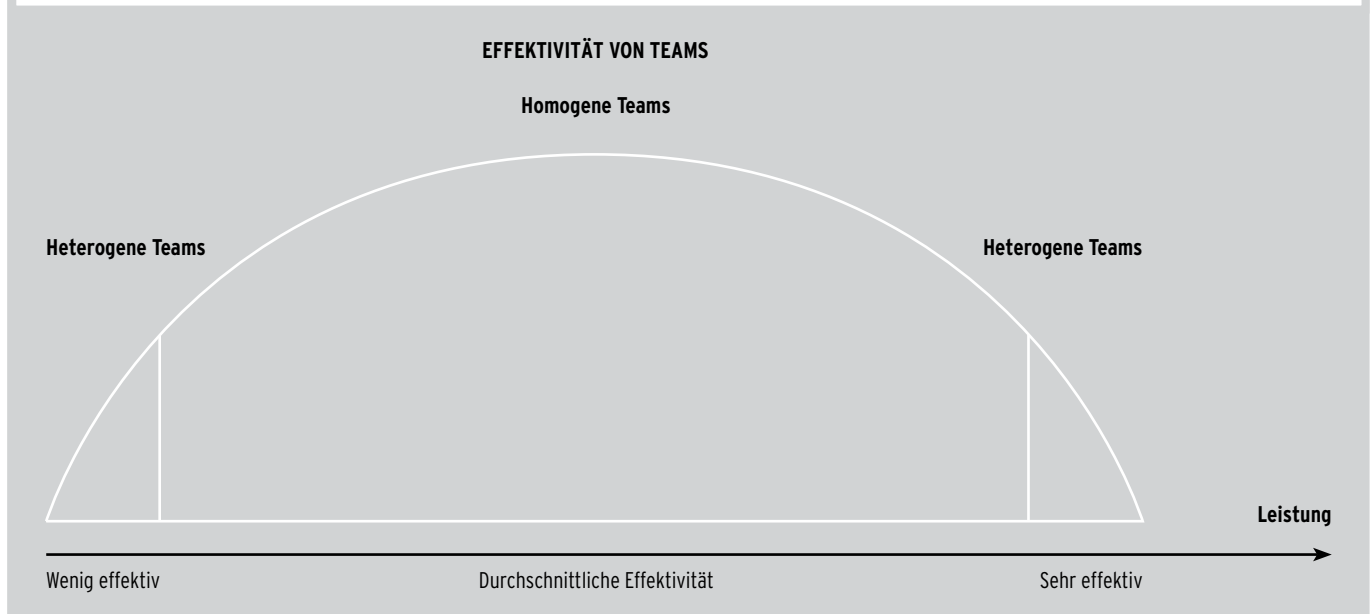 EFFEKTIVITÄT VON TEAMS
Homogene Teams
Heterogene Teams
Heterogene Teams
Leistung
Wenig effektiv
Durchschnittliche Effektivität
Sehr effektiv